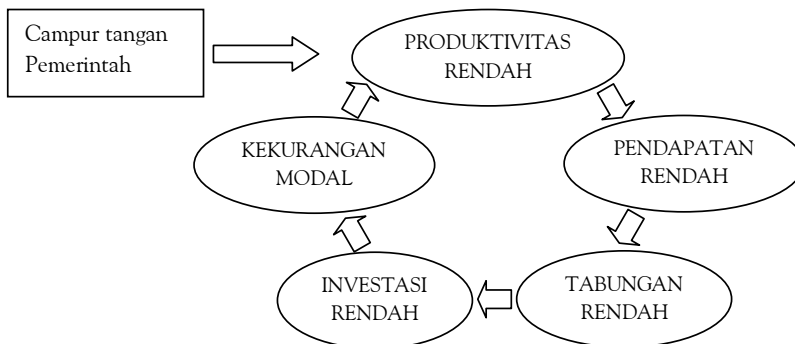 Campur tangan
Pemerintah
PRODUKTIVITAS
RENDAH
KEKURANGAN
MODAL
PENDAPATAN
RENDAH
INVESTASI
RENDAH
TABUNGAN
RENDAH